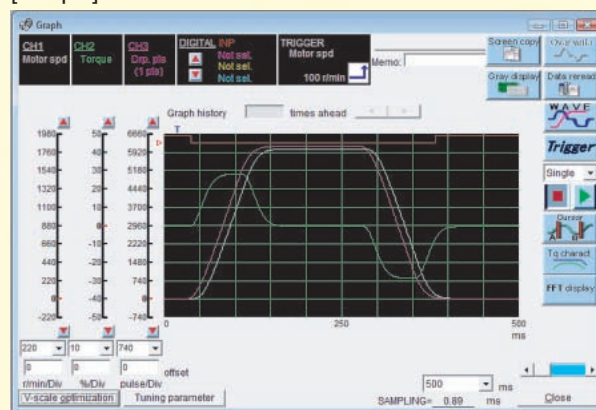 Graph
CH1
Motor spd
CH2
Torque
CH3
Drp. pls
(1 pls)
DIGITAL INP
Not sel.
Not sel.
Not sel.
TRIGGER
Motor spd
100 r/min
Memo:
Screen copy
Overwrite
Gray display
Data reread
Graph history
times ahead
WAVE
Trigger
Single
Cursor
A B
Tq charact
FFT display
T
1980
1760
1540
1320
1100
880
660
440
220
0
-220
50
40
30
20
10
0
-10
-20
-30
-40
-50
6660
5920
5180
4440
3700
2960
2220
1480
740
0
-740
0
250
500
ms
220
10
740
0
0
0
offset
r/min/Div
%/Div
pulse/Div
500
ms
V-scale optimization
Tuning parameter
SAMPLING= 0.89 ms
Close